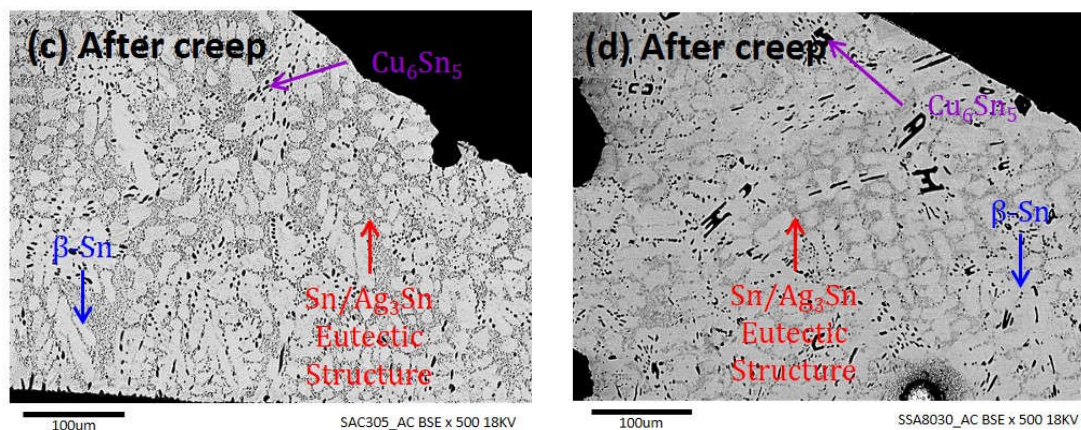 (c) After creep
Cu6Sn5
β-Sn
Sn/Ag3Sn
Eutectic
Structure
100um
SAC305_AC BSE x 500 18KV
(d) After creep
Cu6Sn5
β-Sn
Sn/Ag3Sn
Eutectic
Structure
100um
SSA8030_AC BSE x 500 18KV